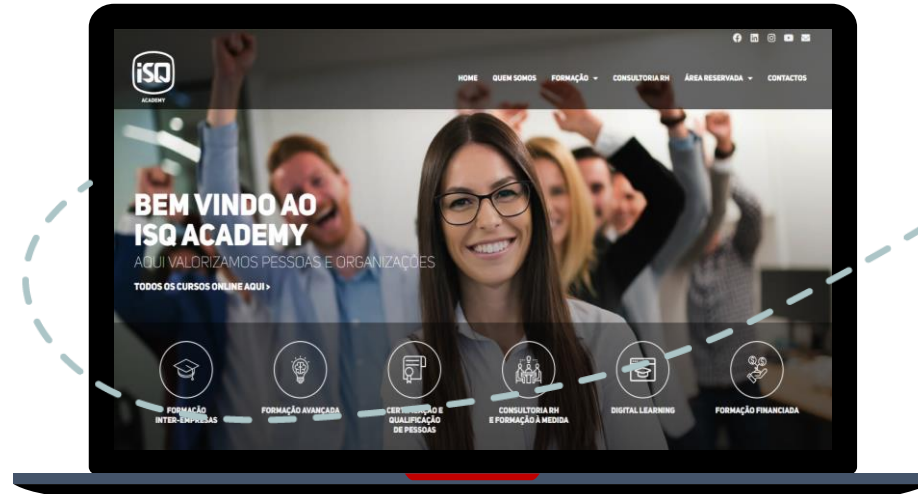 iSQ
ACADEMY
HOME QUEM SOMOS FORMAÇÃO CONSULTORIA RH ÁREA RESERVADA CONTACTOS
BEM VINDO AO
ISQ ACADEMY
AQUI VALORIZAMOS PESSOAS E ORGANIZAÇÕES
TODOS OS CURSOS ONLINE AQUI >
FORMAÇÃO
INTER-EMPRESAS
FORMAÇÃO AVANÇADA
CERTIFICAÇÃO E
QUALIFICAÇÃO
DE PESSOAS
CONSULTORIA RH
E FORMAÇÃO À MEDIDA
DIGITAL LEARNING
FORMAÇÃO FINANCIADA